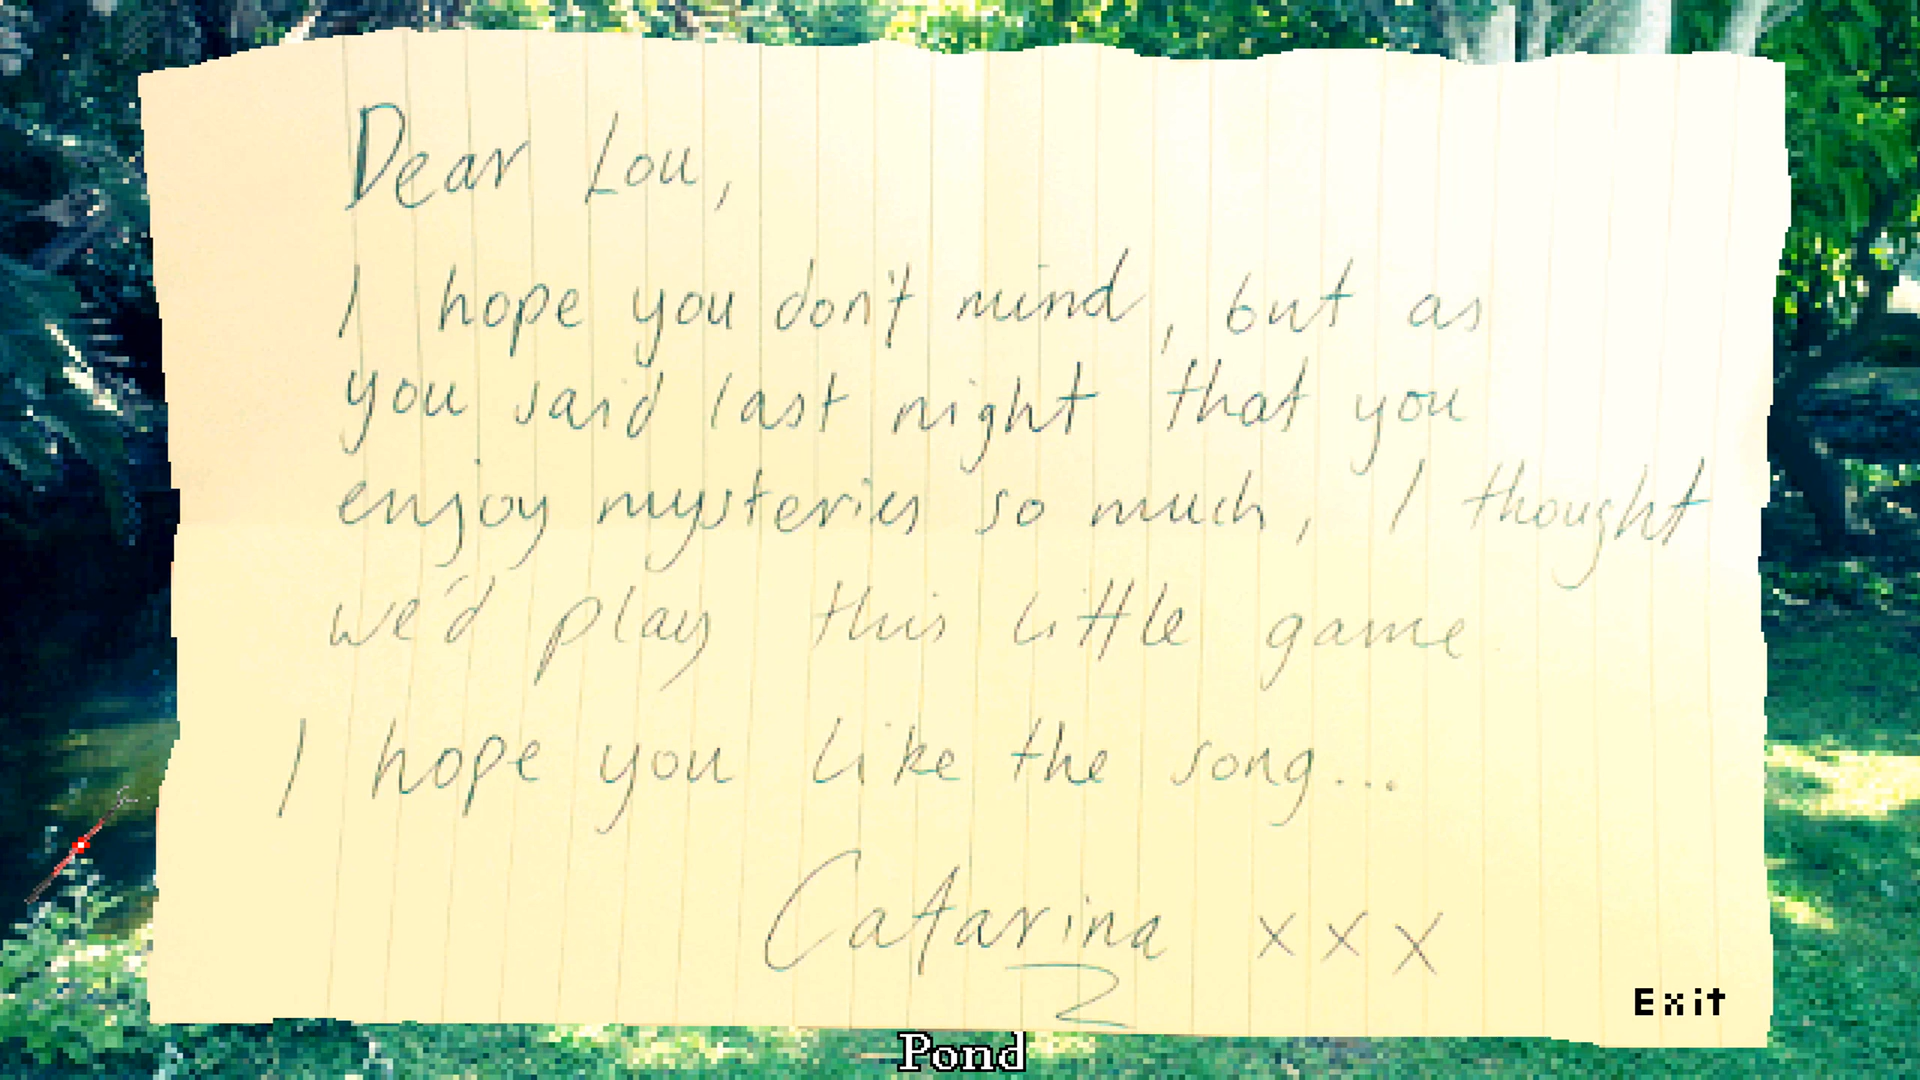 Dear Lou,
I hope you don't mind, but as
you said last night that you
enjoy mysteries so much, I thought
we'd play this little game
I hope you like the song...
Catarina xxx
Exit
Pond